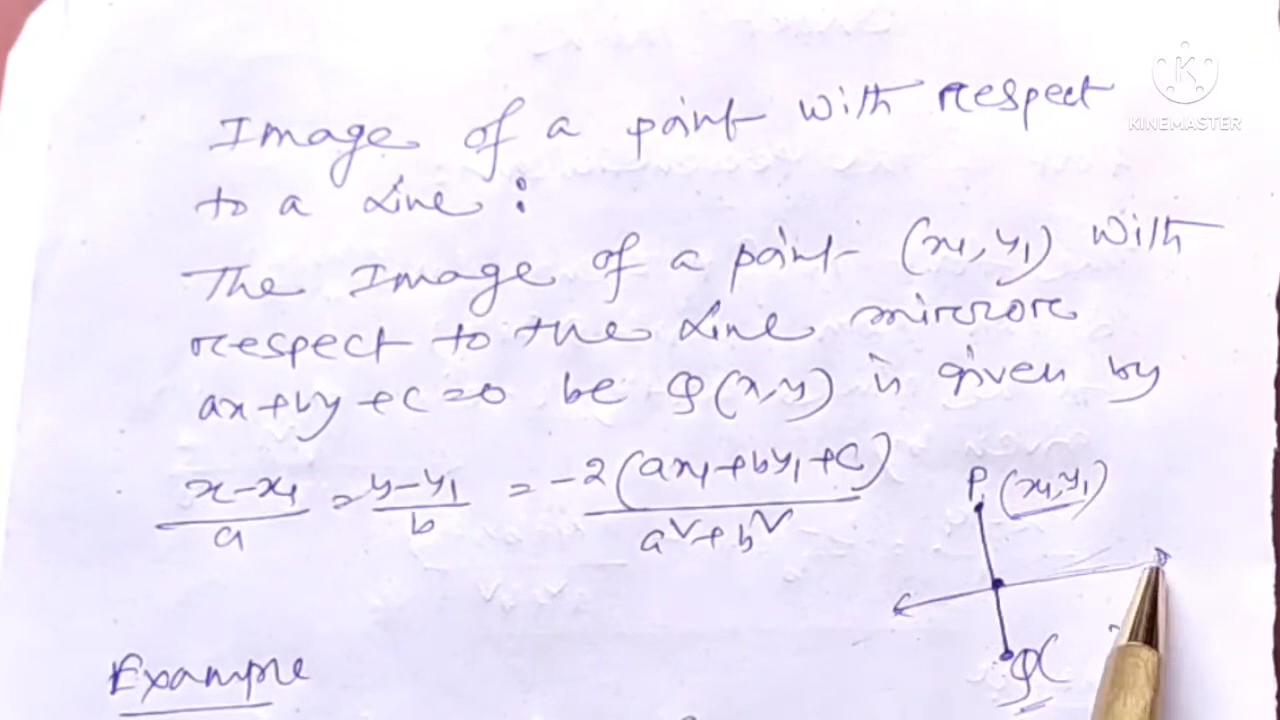 KINEMASTER
Image of a point with respect
to a Line :
The Image of a point (x₁, y₁) with
respect to the Line mirror
ax+by+c=0 be Q(x,y) is given by
(x-x₁)/a = (y-y₁)/b = -2(ax₁+by₁+c)/(a²+b²)
P (x₁,y₁)
Q(
Example